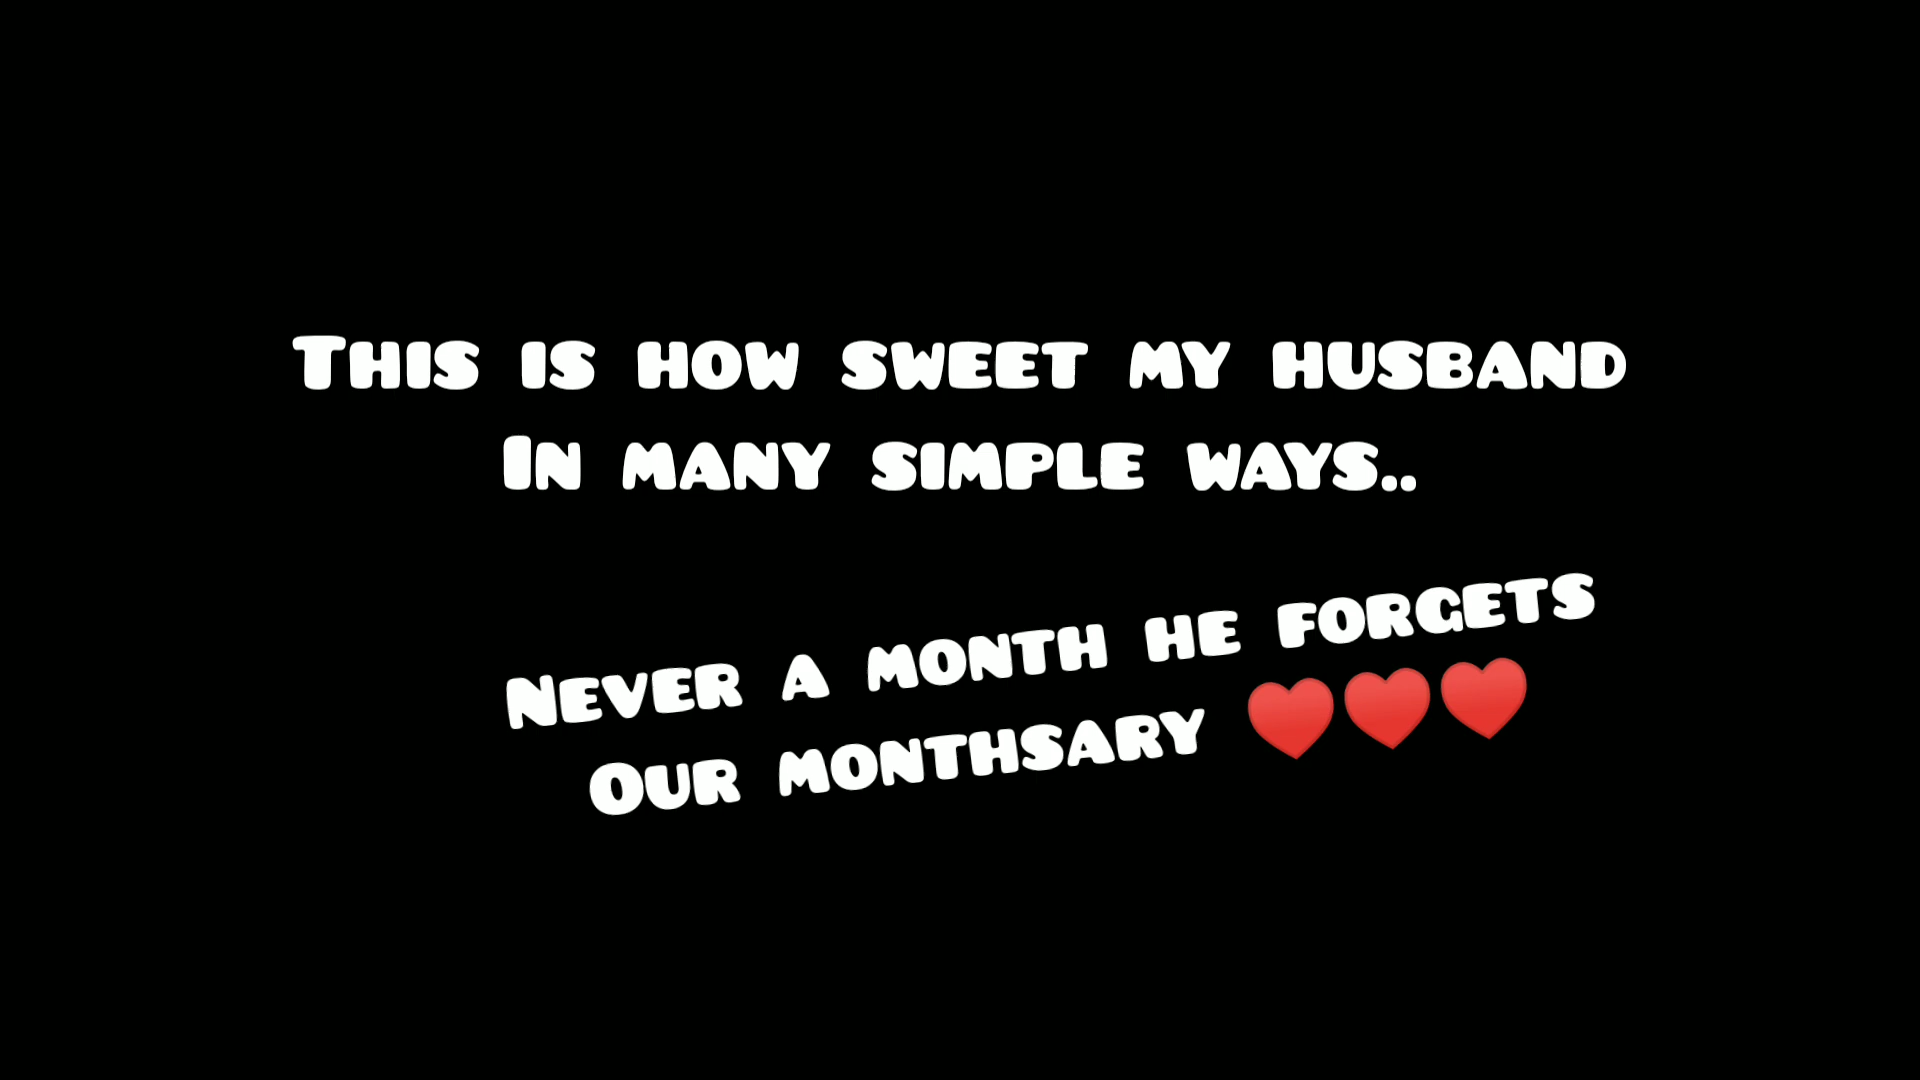 This is how sweet my husband
In many simple ways..
Never a month he forgets
Our monthsary ♥️♥️♥️